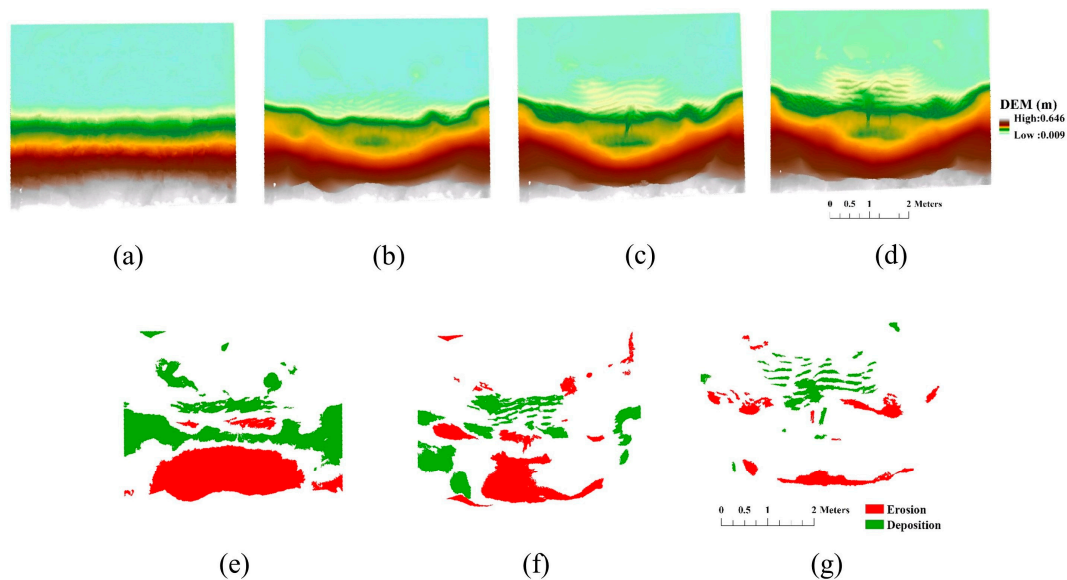 DEM (m)
High:0.646
Low :0.009
0 0.5 1 2 Meters
(a)
(b)
(c)
(d)
0 0.5 1 2 Meters
Erosion
Deposition
(e)
(f)
(g)